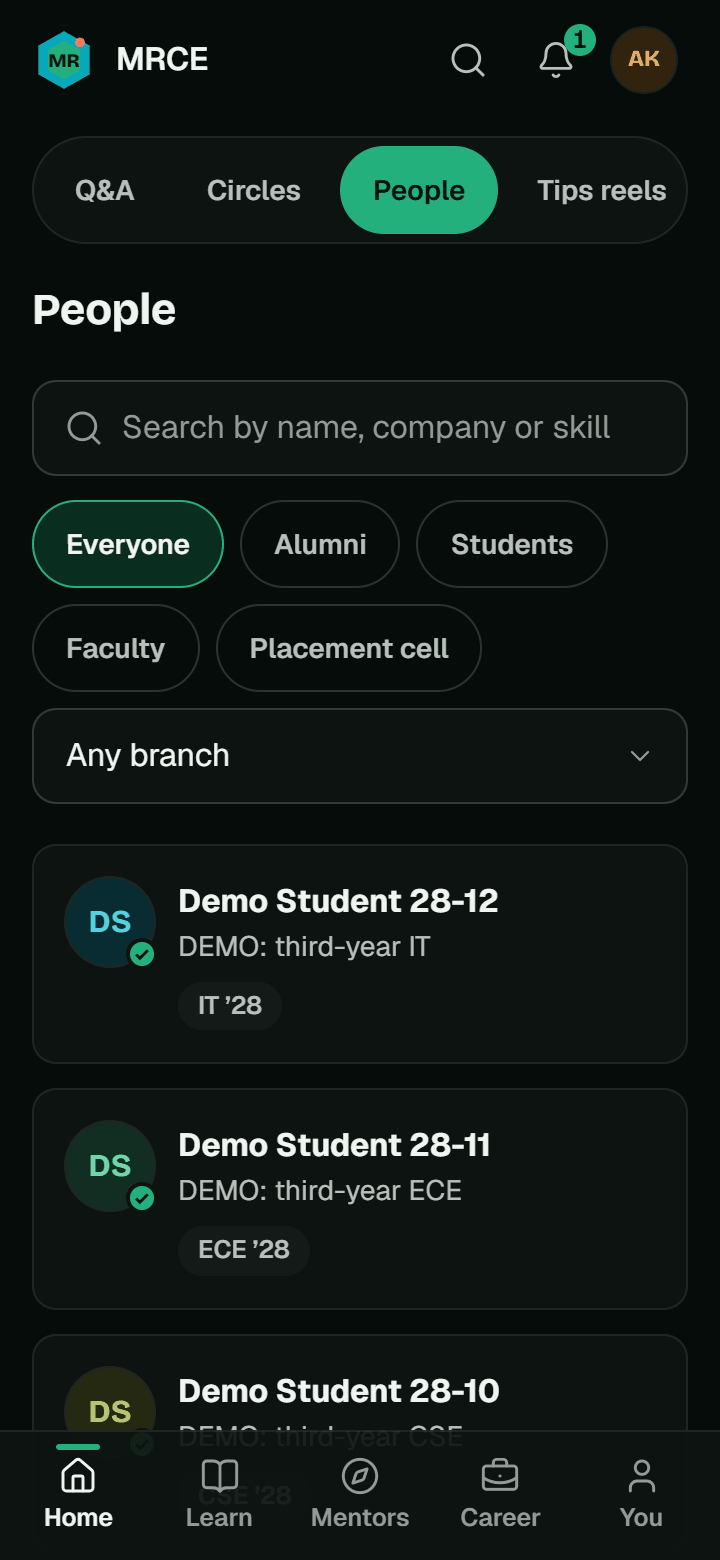 MR
MRCE
1
AK
Q&A
Circles
People
Tips reels
People
Search by name, company or skill
Everyone
Alumni
Students
Faculty
Placement cell
Any branch
DS
Demo Student 28-12
DEMO: third-year IT
IT ’28
DS
Demo Student 28-11
DEMO: third-year ECE
ECE ’28
DS
Demo Student 28-10
DEMO: third-year CSE
CSE ’28
Home
Learn
Mentors
Career
You